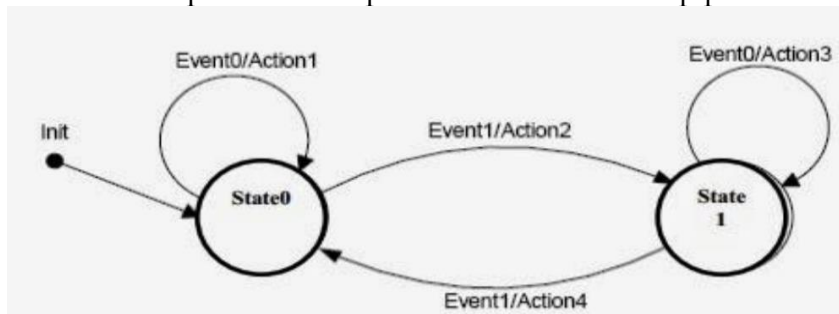 Event0/Action1
Event0/Action3
Init
Event1/Action2
State0
State
1
Event1/Action4